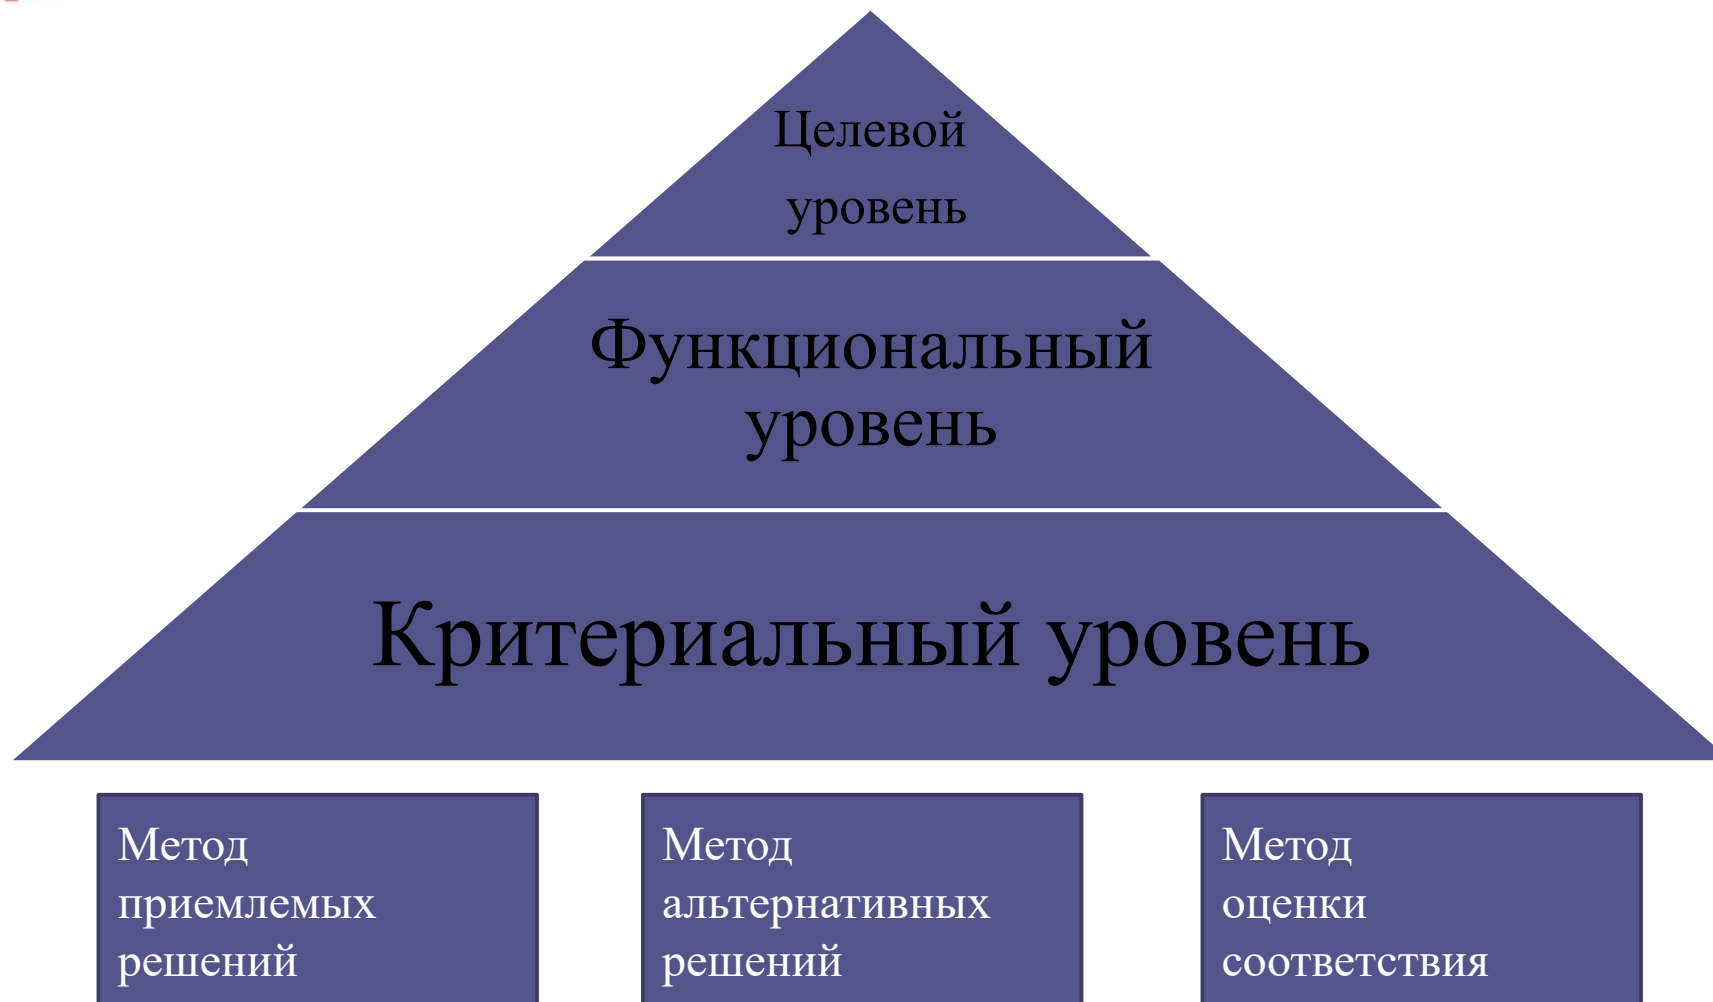 Целевой
уровень
Функциональный
уровень
Критериальный уровень
Метод
приемлемых
решений
Метод
альтернативных
решений
Метод
оценки
соответствия